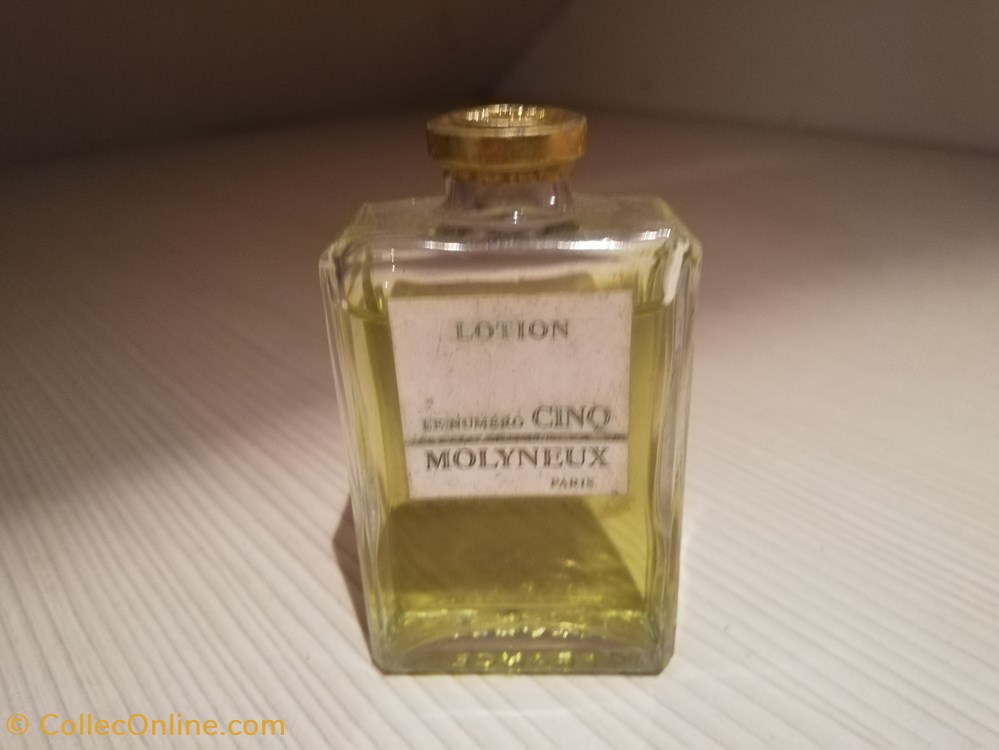 LOTION
LE NUMÉRO CINQ
MOLYNEUX
PARIS
© CollecOnline.com